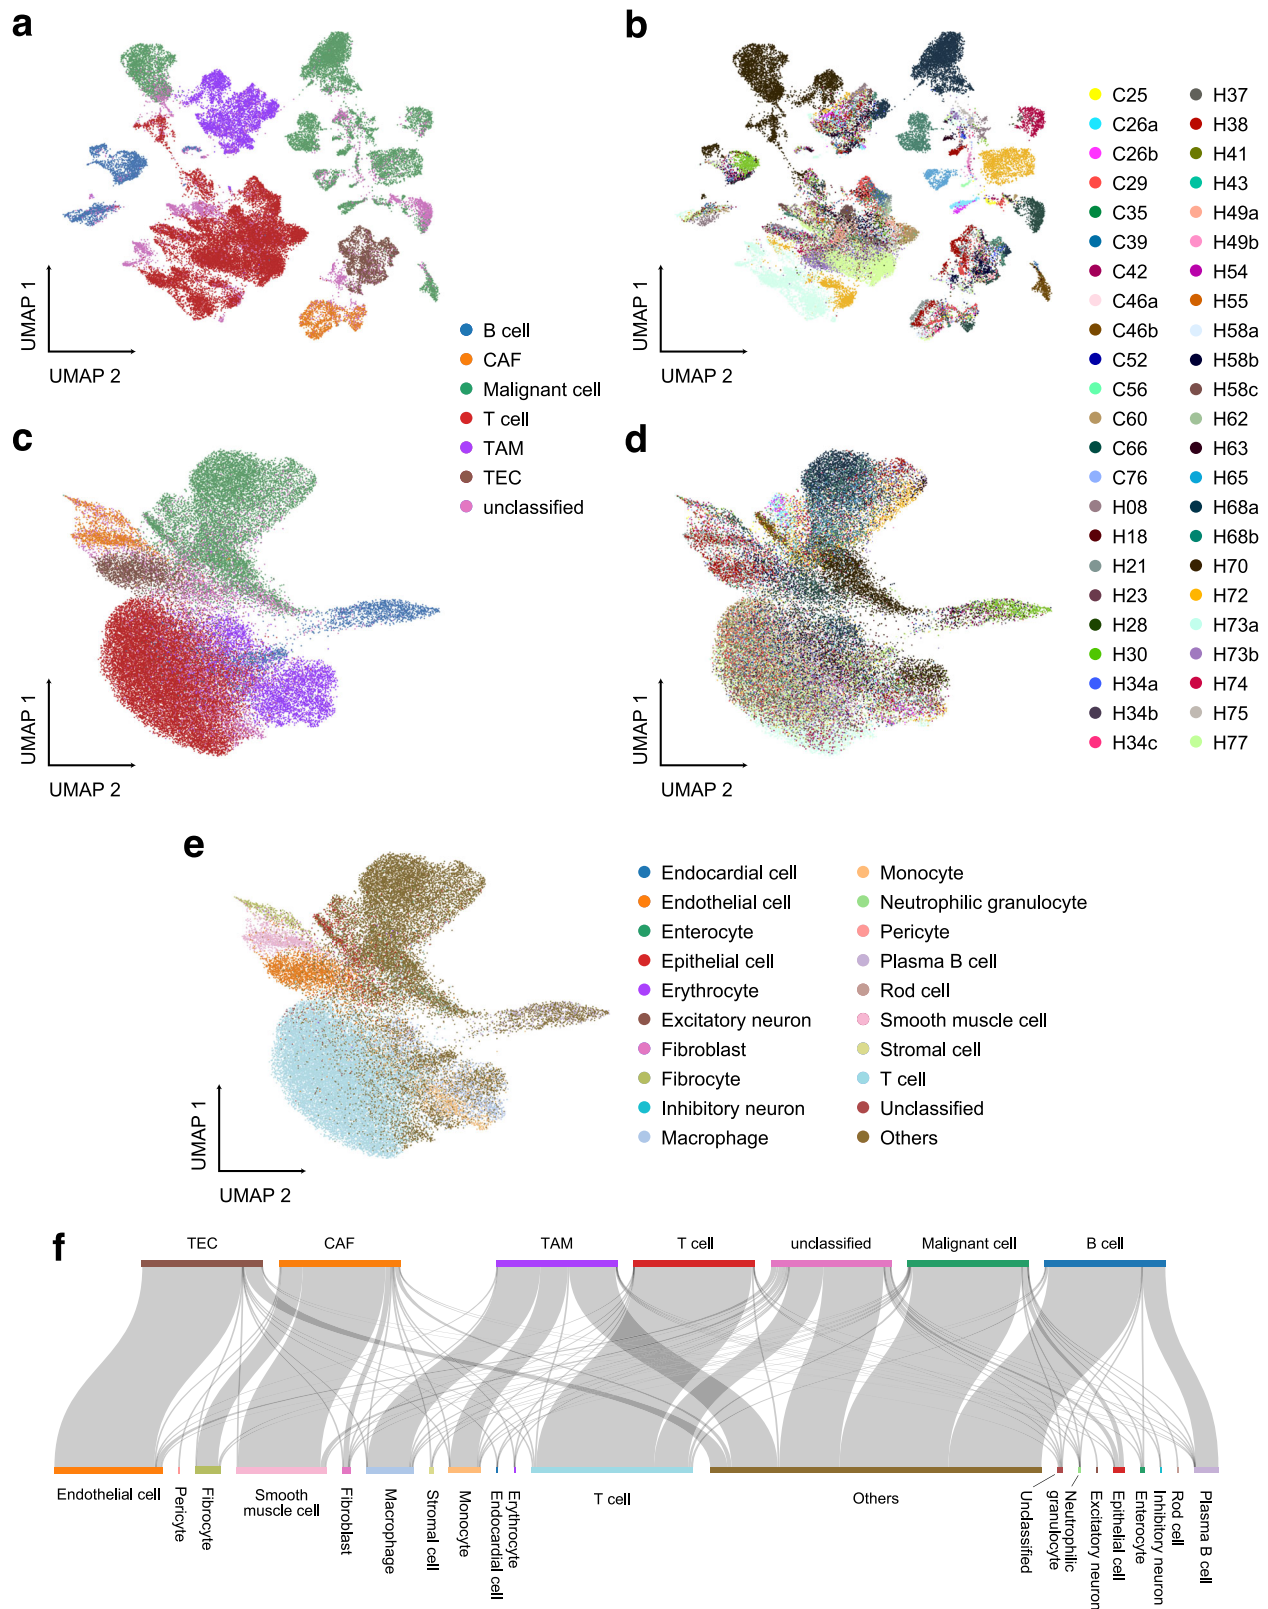 a
UMAP 1
UMAP 2
B cell
CAF
Malignant cell
T cell
TAM
TEC
unclassified
b
UMAP 1
UMAP 2
C25
C26a
C26b
C29
C35
C39
C42
C46a
C46b
C52
C56
C60
C66
C76
H08
H18
H21
H23
H28
H30
H34a
H34b
H34c
H37
H38
H41
H43
H49a
H49b
H54
H55
H58a
H58b
H58c
H62
H63
H65
H68a
H68b
H70
H72
H73a
H73b
H74
H75
H77
c
UMAP 1
UMAP 2
d
UMAP 1
UMAP 2
e
UMAP 1
UMAP 2
Endocardial cell
Endothelial cell
Enterocyte
Epithelial cell
Erythrocyte
Excitatory neuron
Fibroblast
Fibrocyte
Inhibitory neuron
Macrophage
Monocyte
Neutrophilic granulocyte
Pericyte
Plasma B cell
Rod cell
Smooth muscle cell
Stromal cell
T cell
Unclassified
Others
f
TEC
CAF
TAM
T cell
unclassified
Malignant cell
B cell
Endothelial cell
Pericyte
Fibrocyte
Smooth
muscle cell
Fibroblast
Macrophage
Stromal cell
Monocyte
Endocardial cell
Erythrocyte
T cell
Others
Unclassified
Neutrophilic
granulocyte
Excitatory neuron
Epithelial cell
Enterocyte
Inhibitory neuron
Rod cell
Plasma B cell